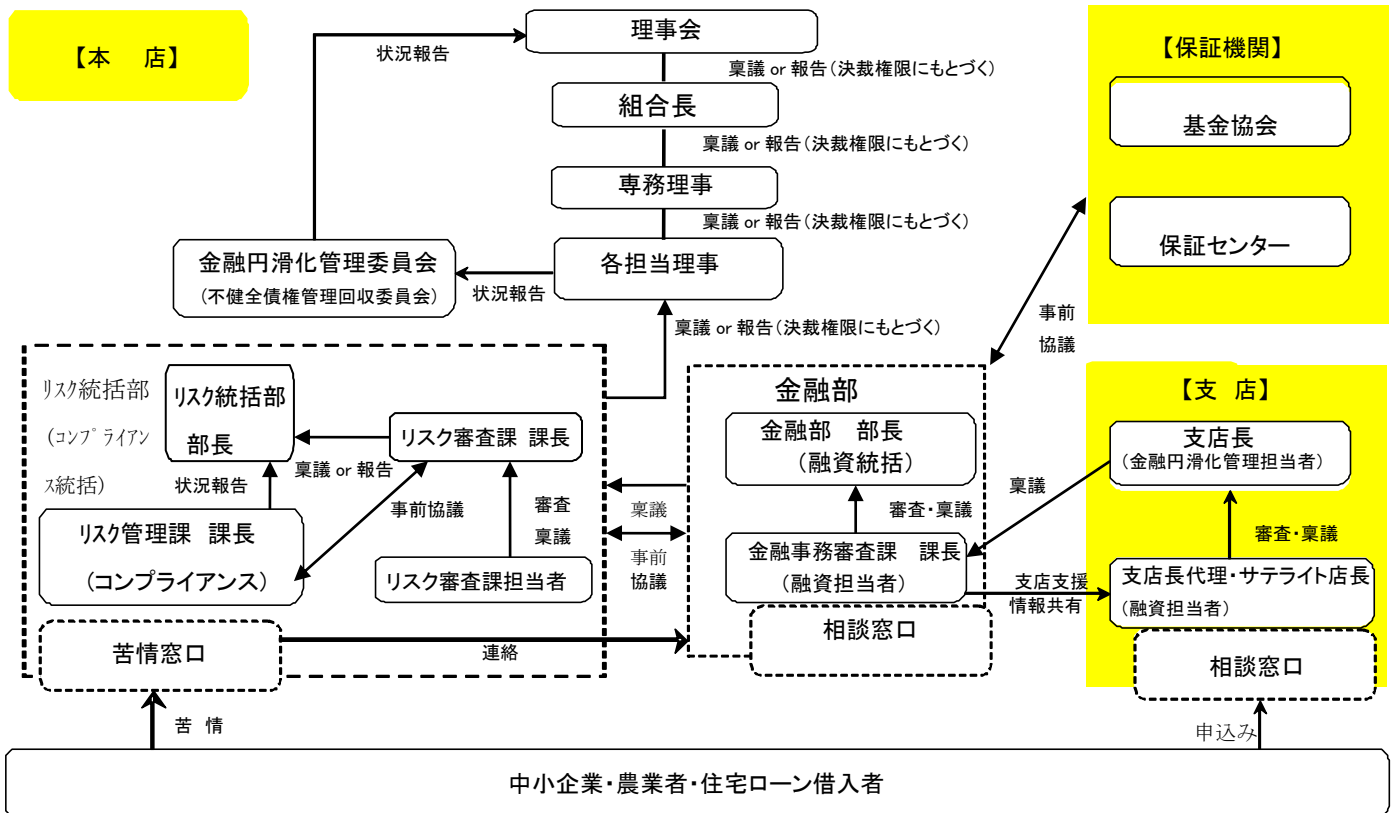 【本　店】
理事会
状況報告
稟議 or 報告（決裁権限にもとづく）
組合長
稟議 or 報告（決裁権限にもとづく）
専務理事
稟議 or 報告（決裁権限にもとづく）
金融円滑化管理委員会
（不健全債権管理回収委員会）
状況報告
各担当理事
稟議 or 報告（決裁権限にもとづく）
【保証機関】
基金協会
保証センター
事前
協議
リスク統括部
（コンプライアン
ス統括）
リスク統括部
部長
リスク審査課 課長
稟議 or 報告
状況報告
事前協議
審査
稟議
リスク管理課　課長
（コンプライアンス）
リスク審査課担当者
苦情窓口
連絡
稟議
事前
協議
金融部
金融部　部長
（融資統括）
審査・稟議
金融事務審査課　課長
（融資担当者）
相談窓口
稟議
支店支援
情報共有
【支　店】
支店長
（金融円滑化管理担当者）
審査・稟議
支店長代理・サテライト店長
（融資担当者）
相談窓口
苦　情
申込み
中小企業・農業者・住宅ローン借入者